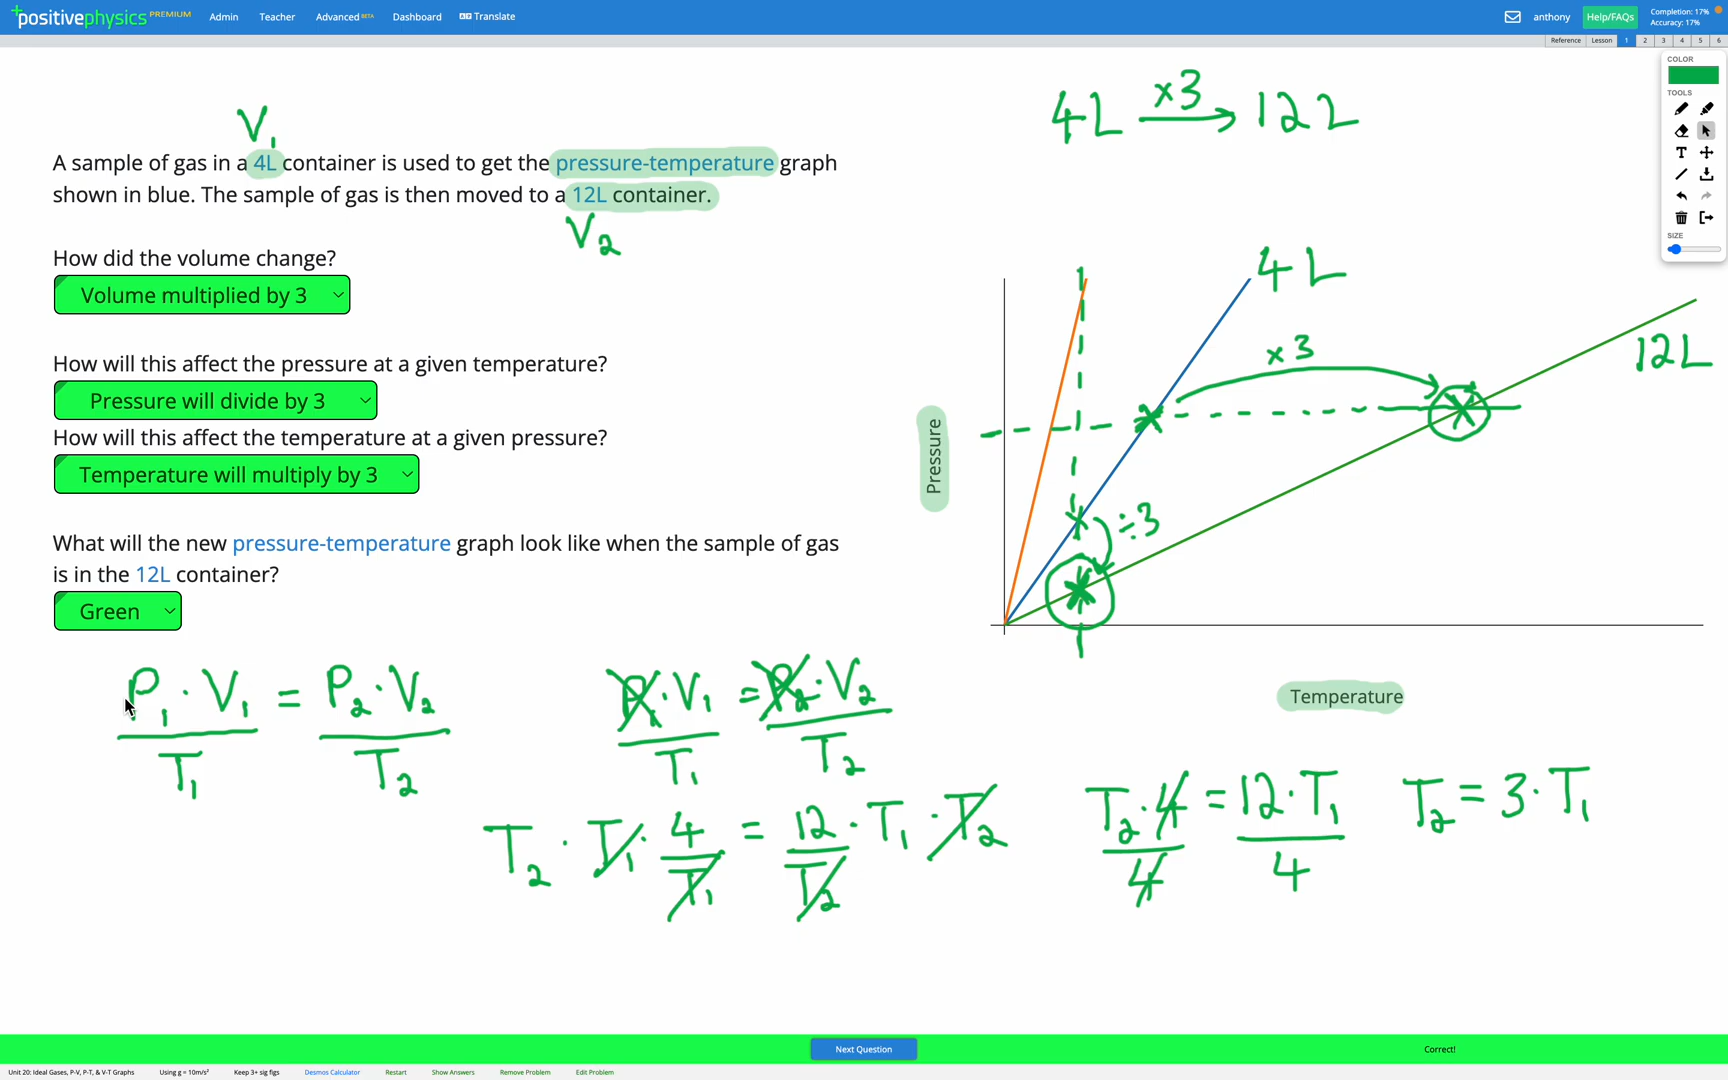 positivephysics PREMIUM Admin Teacher Advanced BETA Dashboard Translate anthony Help/FAQs Completion: 17% Accuracy: 17%
Reference Lesson 1 2 3 4 5 6
COLOR
TOOLS
SIZE
4L ×3 → 12L
V1
A sample of gas in a 4L container is used to get the pressure-temperature graph
shown in blue. The sample of gas is then moved to a 12L container.
V2
How did the volume change?
Volume multiplied by 3
How will this affect the pressure at a given temperature?
Pressure will divide by 3
How will this affect the temperature at a given pressure?
Temperature will multiply by 3
What will the new pressure-temperature graph look like when the sample of gas
is in the 12L container?
Green
4L
×3
12L
Pressure
÷3
Temperature
P1 · V1 / T1 = P2 · V2 / T2
P1 · V1 / T1 = P2 · V2 / T2
T2 · T1 · 4 / T1 = 12 / T2 · T1 · T2
T2 · 4 / 4 = 12 · T1 / 4
T2 = 3 · T1
Next Question Correct!
Unit 20: Ideal Gases, P-V, P-T, & V-T Graphs Using g = 10m/s² Keep 3+ sig figs Desmos Calculator Restart Show Answers Remove Problem Edit Problem